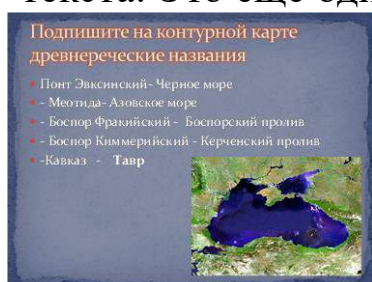 Подпишите на контурной карте
древнереческие названия
Понт Эвксинский- Черное море
- Меотида- Азовское море
- Боспор Фракийский - Боспорский пролив
- Боспор Киммерийский - Керченский пролив
-Кавказ - Тавр